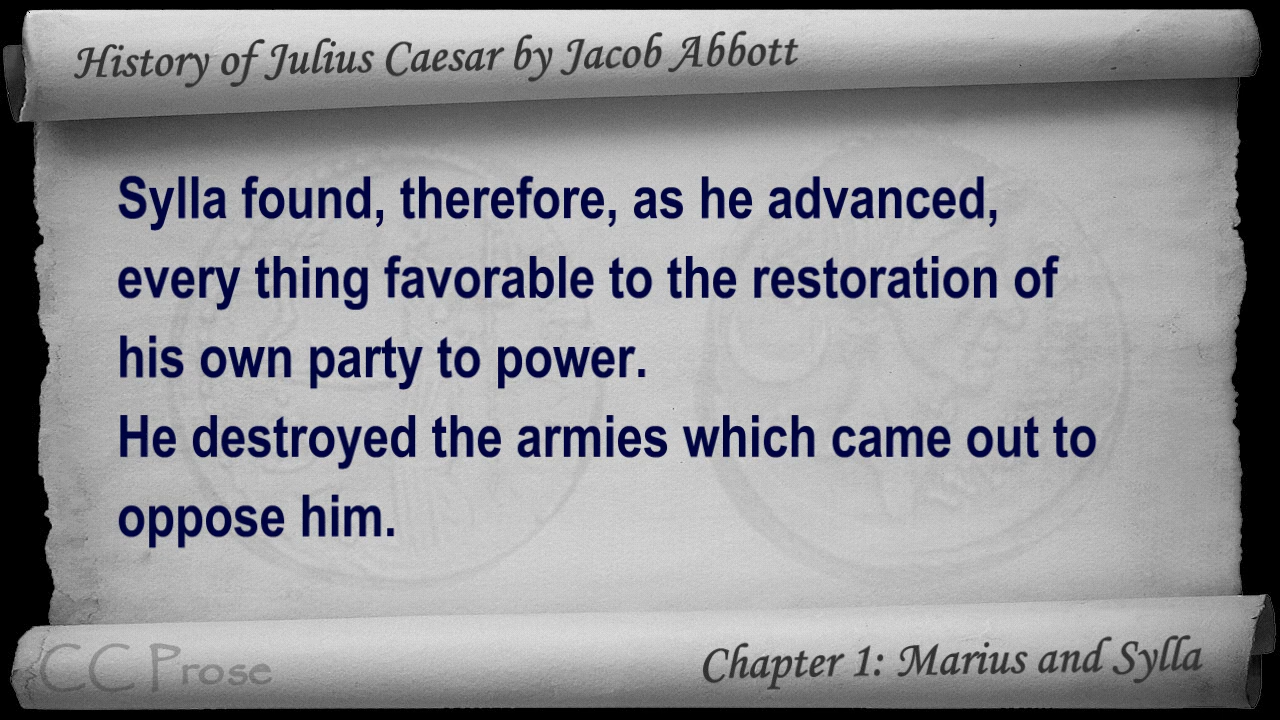 History of Julius Caesar by Jacob Abbott
Sylla found, therefore, as he advanced,
every thing favorable to the restoration of
his own party to power.
He destroyed the armies which came out to
oppose him.
CC Prose
Chapter 1: Marius and Sylla